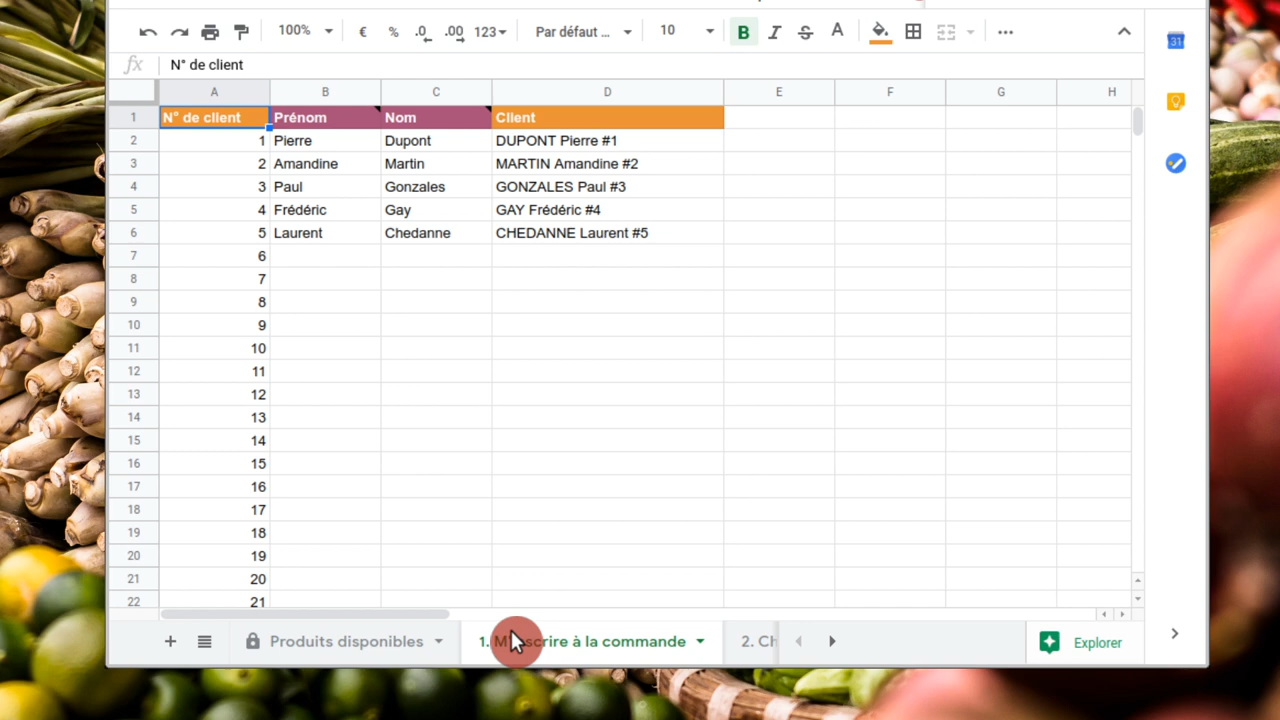 100% € % .0 .00 123 Par défaut ... 10 B I S A
31
fx N° de client
A B C D E F G H
1 N° de client Prénom Nom Client
2 1 Pierre Dupont DUPONT Pierre #1
3 2 Amandine Martin MARTIN Amandine #2
4 3 Paul Gonzales GONZALES Paul #3
5 4 Frédéric Gay GAY Frédéric #4
6 5 Laurent Chedanne CHEDANNE Laurent #5
7 6
8 7
9 8
10 9
11 10
12 11
13 12
14 13
15 14
16 15
17 16
18 17
19 18
20 19
21 20
22 21
Produits disponibles 1. M'inscrire à la commande 2. Ch Explorer